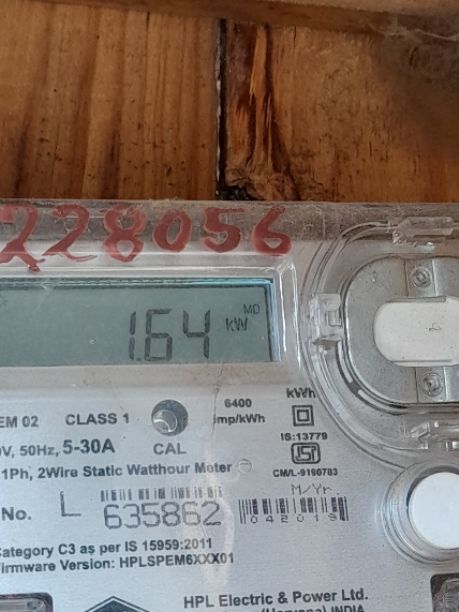 228056
MD
1.64 kW
kWh
6400
imp/kWh
EM 02 CLASS 1
IS:13779
V, 50Hz, 5-30A CAL
ISI
1Ph, 2Wire Static Watthour Meter
CM/L-9190783
M/Yr.
No. L 635862
042019
Category C3 as per IS 15959:2011
Firmware Version: HPLSPEM6XXX01
HPL Electric & Power Ltd.
(Haryana) INDIA